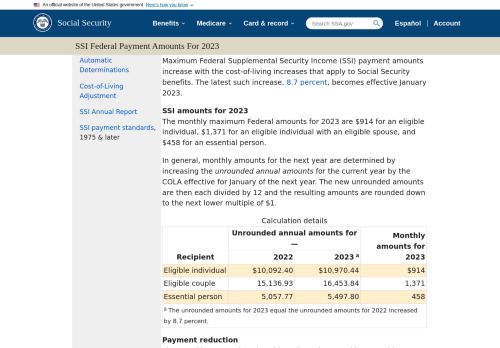 An official website of the United States government Here's how you know
Social Security
Benefits Medicare Card & record Search SSA.gov Español Account
SSI Federal Payment Amounts For 2023
Automatic
Determinations
Cost-of-Living
Adjustment
SSI Annual Report
SSI payment standards,
1975 & later
Maximum Federal Supplemental Security Income (SSI) payment amounts
increase with the cost-of-living increases that apply to Social Security
benefits. The latest such increase, 8.7 percent, becomes effective January
2023.
SSI amounts for 2023
The monthly maximum Federal amounts for 2023 are $914 for an eligible
individual, $1,371 for an eligible individual with an eligible spouse, and
$458 for an essential person.
In general, monthly amounts for the next year are determined by
increasing the unrounded annual amounts for the current year by the
COLA effective for January of the next year. The new unrounded amounts
are then each divided by 12 and the resulting amounts are rounded down
to the next lower multiple of $1.
Calculation details
Recipient Unrounded annual amounts for — Monthly amounts for 2023
2022 2023 a
Eligible individual $10,092.40 $10,970.44 $914
Eligible couple 15,136.93 16,453.84 1,371
Essential person 5,057.77 5,497.80 458
a The unrounded amounts for 2023 equal the unrounded amounts for 2022 increased
by 8.7 percent.
Payment reduction